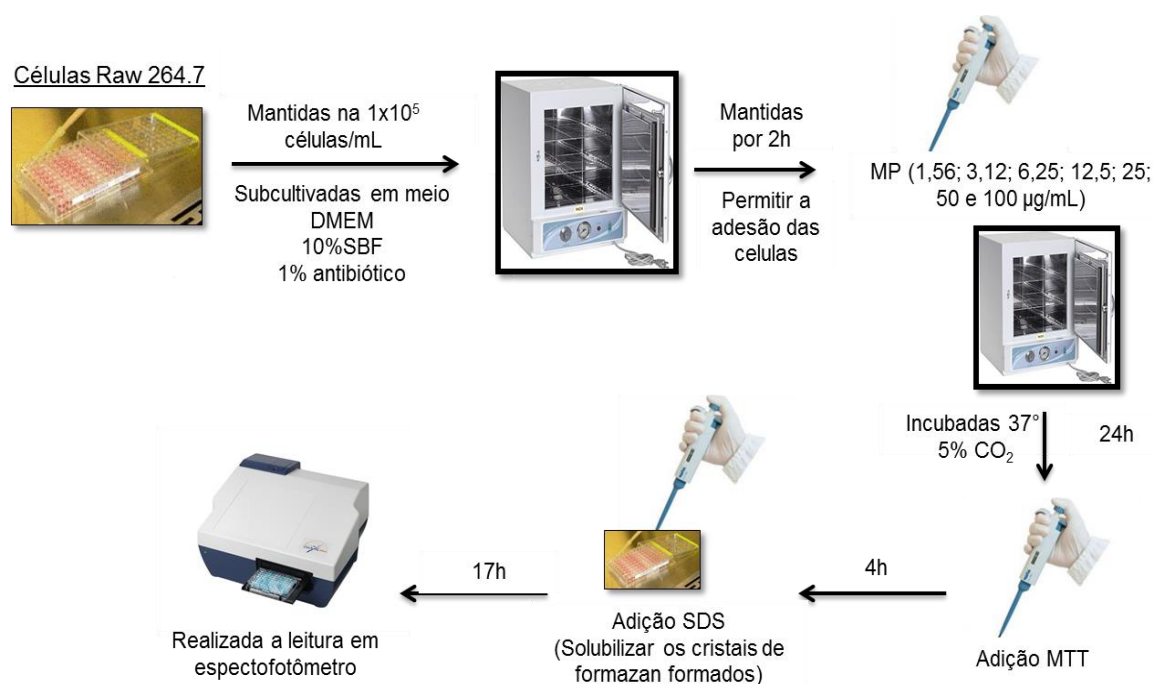 Células Raw 264.7
Mantidas na 1x10⁵
células/mL
Subcultivadas em meio
DMEM
10%SBF
1% antibiótico
Mantidas
por 2h
Permitir a
adesão das
celulas
MP (1,56; 3,12; 6,25; 12,5; 25;
50 e 100 µg/mL)
Incubadas 37°
5% CO₂
24h
Adição MTT
4h
Adição SDS
(Solubilizar os cristais de
formazan formados)
17h
Realizada a leitura em
espectofotômetro